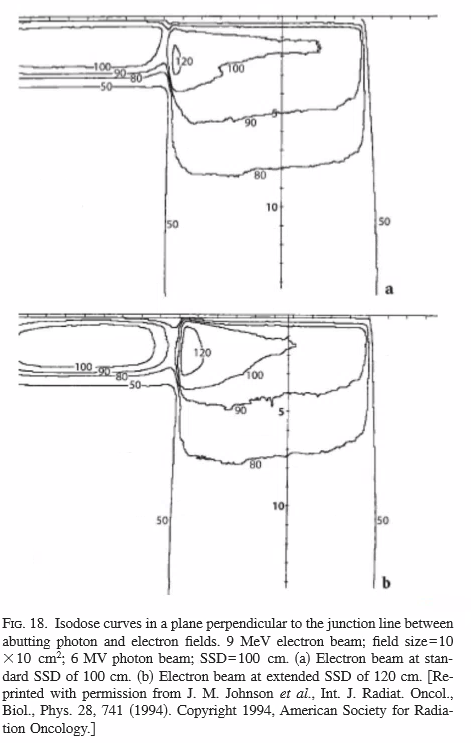 100
90
80
50
120
100
5
90
80
10
50
50
a
120
100
90
80
50
100
90
5
80
10
50
50
b
FIG. 18. Isodose curves in a plane perpendicular to the junction line between
abutting photon and electron fields. 9 MeV electron beam; field size=10
×10 cm²; 6 MV photon beam; SSD=100 cm. (a) Electron beam at stan-
dard SSD of 100 cm. (b) Electron beam at extended SSD of 120 cm. [Re-
printed with permission from J. M. Johnson et al., Int. J. Radiat. Oncol.,
Biol., Phys. 28, 741 (1994). Copyright 1994, American Society for Radia-
tion Oncology.]